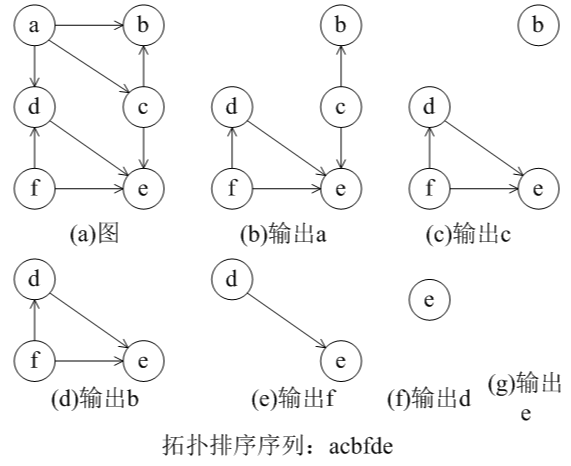 a b
d c
f e
(a)图
b
d c
f e
(b)输出a
b
d
f e
(c)输出c
d
f e
(d)输出b
d
e
(e)输出f
e
(f)输出d
(g)输出
e
拓扑排序序列：acbfde